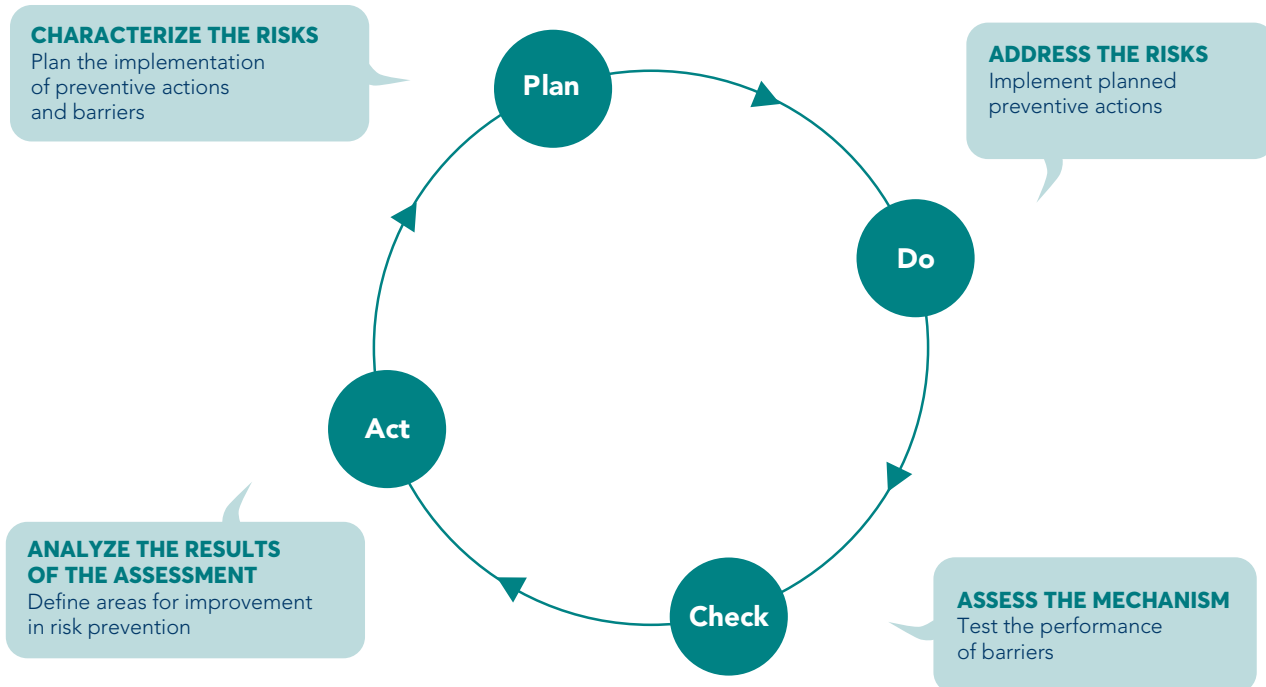 CHARACTERIZE THE RISKS
Plan the implementation
of preventive actions
and barriers
Plan
ADDRESS THE RISKS
Implement planned
preventive actions
Do
Act
ANALYZE THE RESULTS
OF THE ASSESSMENT
Define areas for improvement
in risk prevention
Check
ASSESS THE MECHANISM
Test the performance
of barriers